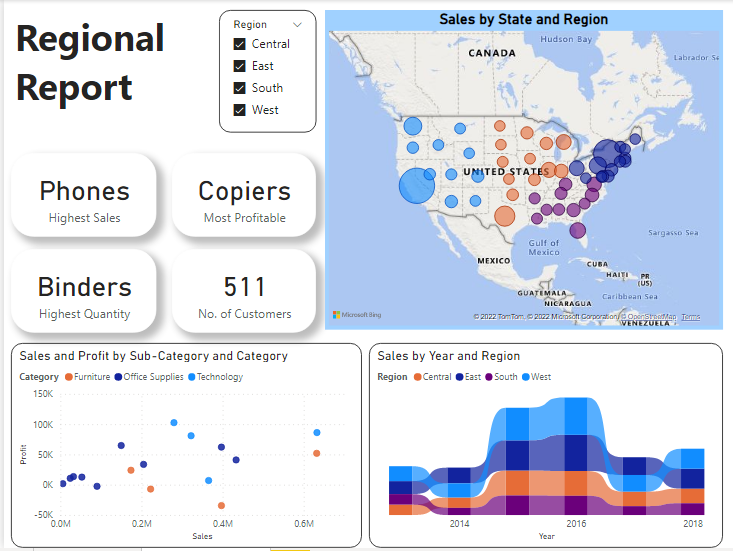 Regional
Report
Region
Central
East
South
West
Phones
Highest Sales
Copiers
Most Profitable
Binders
Highest Quantity
511
No. of Customers
Sales by State and Region
Hudson Bay
CANADA
Labrador Se
UNITED STATES
Sargasso Sea
Gulf of
Mexico
MEXICO
CUBA
HAITI
PR
(US)
Caribbean Sea
GUATEMALA
NICARAGUA
Microsoft Bing
© 2022 TomTom, © 2022 Microsoft Corporation, © OpenStreetMap Terms
VENEZUELA
Sales and Profit by Sub-Category and Category
Category Furniture Office Supplies Technology
150K
100K
50K
0K
-50K
Profit
0.0M 0.2M 0.4M 0.6M
Sales
Sales by Year and Region
Region Central East South West
2014 2016 2018
Year